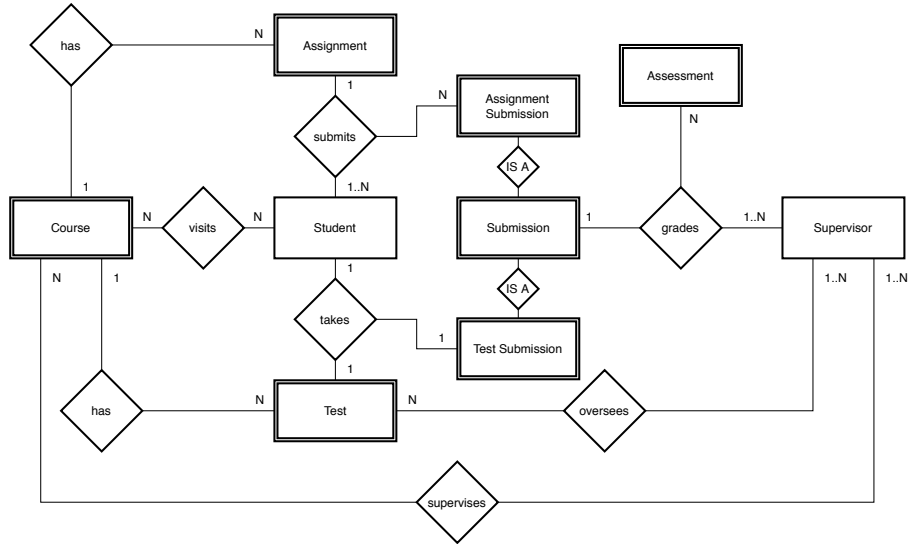 has
N
Assignment
Assessment
1
N
Assignment
Submission
N
submits
IS A
1
1..N
Course
N
visits
N
Student
Submission
1
grades
1..N
Supervisor
N
1
1
IS A
1..N
1..N
takes
1
Test Submission
1
has
N
Test
N
oversees
supervises